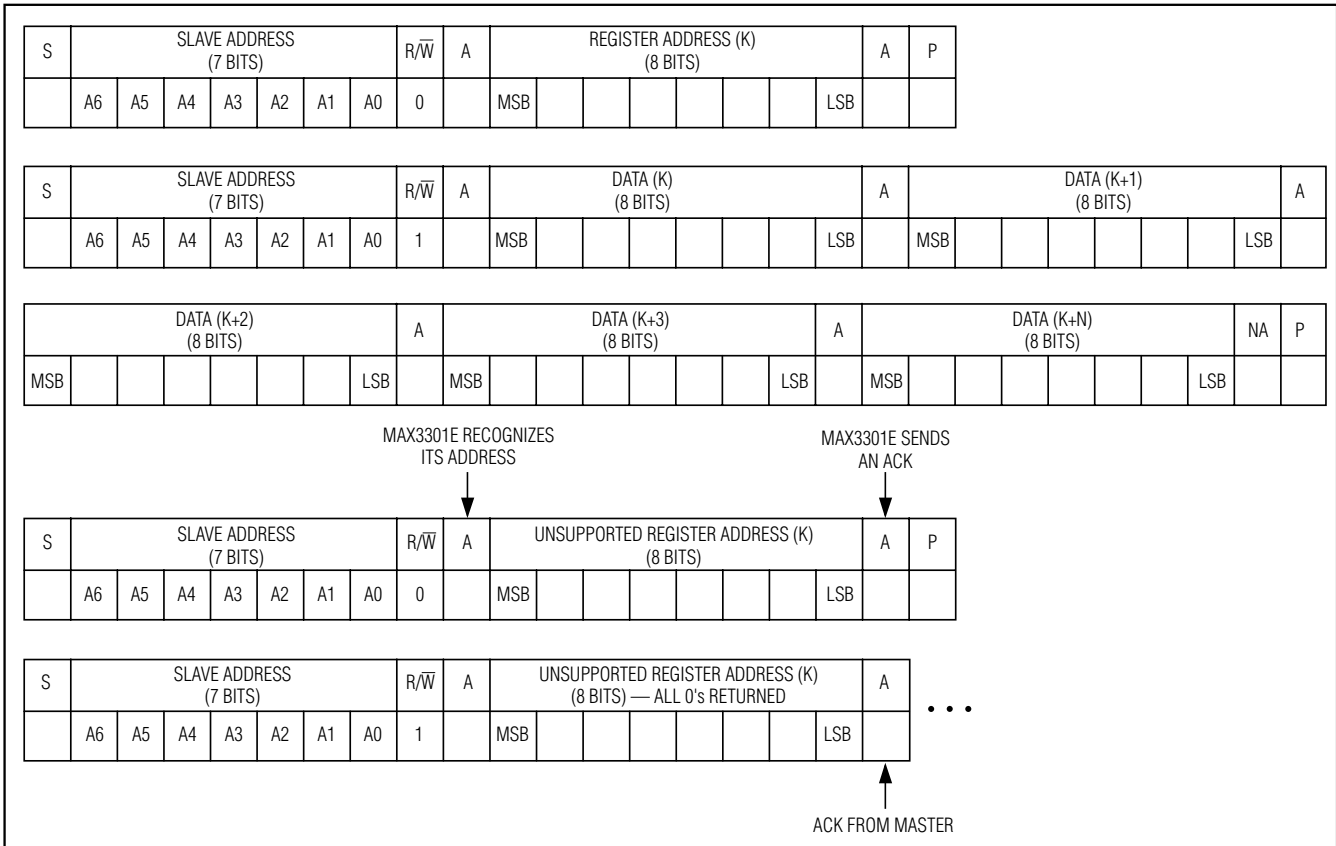 S SLAVE ADDRESS (7 BITS) R/W̅ A REGISTER ADDRESS (K) (8 BITS) A P
A6 A5 A4 A3 A2 A1 A0 0 MSB LSB
S SLAVE ADDRESS (7 BITS) R/W̅ A DATA (K) (8 BITS) A DATA (K+1) (8 BITS) A
A6 A5 A4 A3 A2 A1 A0 1 MSB LSB MSB LSB
DATA (K+2) (8 BITS) A DATA (K+3) (8 BITS) A DATA (K+N) (8 BITS) NA P
MSB LSB MSB LSB MSB LSB
MAX3301E RECOGNIZES
ITS ADDRESS
MAX3301E SENDS
AN ACK
S SLAVE ADDRESS (7 BITS) R/W̅ A UNSUPPORTED REGISTER ADDRESS (K) (8 BITS) A P
A6 A5 A4 A3 A2 A1 A0 0 MSB LSB
S SLAVE ADDRESS (7 BITS) R/W̅ A UNSUPPORTED REGISTER ADDRESS (K) (8 BITS) — ALL 0's RETURNED A • • •
A6 A5 A4 A3 A2 A1 A0 1 MSB LSB
ACK FROM MASTER